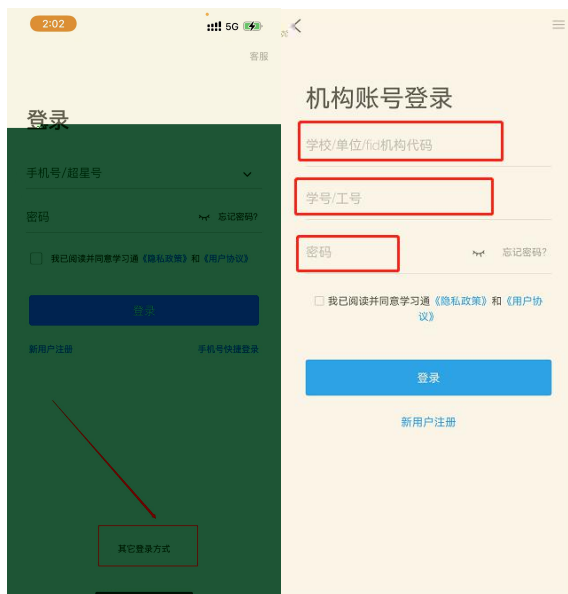 2:02
5G
客服
登录
手机号/超星号
密码
忘记密码?
我已阅读并同意学习通《隐私政策》和《用户协议》
登录
新用户注册
手机号快捷登录
其它登录方式
机构账号登录
学校/单位/fid机构代码
学号/工号
密码
忘记密码?
我已阅读并同意学习通《隐私政策》和《用户协
议》
登录
新用户注册